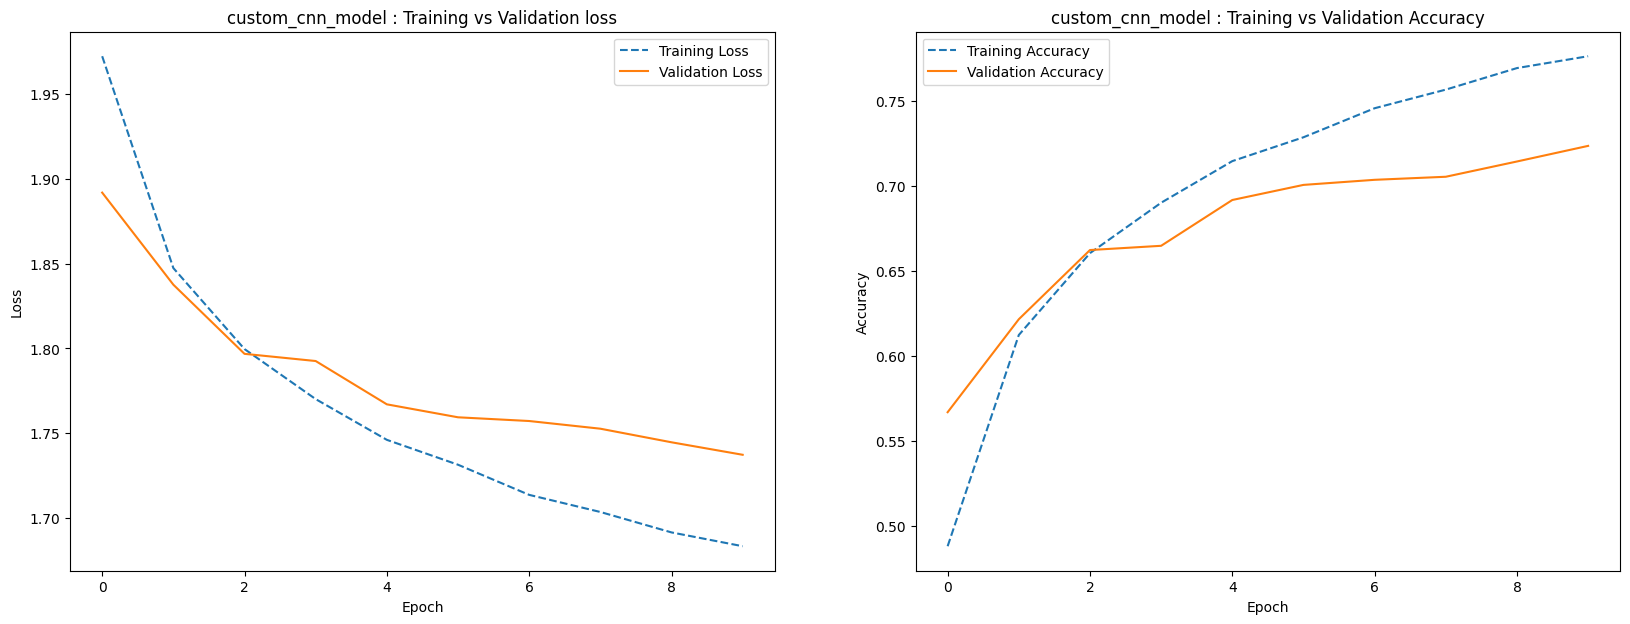 custom_cnn_model : Training vs Validation loss
Training Loss
Validation Loss
1.95
1.90
1.85
1.80
1.75
1.70
Loss
0 2 4 6 8
Epoch
custom_cnn_model : Training vs Validation Accuracy
Training Accuracy
Validation Accuracy
0.75
0.70
0.65
0.60
0.55
0.50
Accuracy
0 2 4 6 8
Epoch